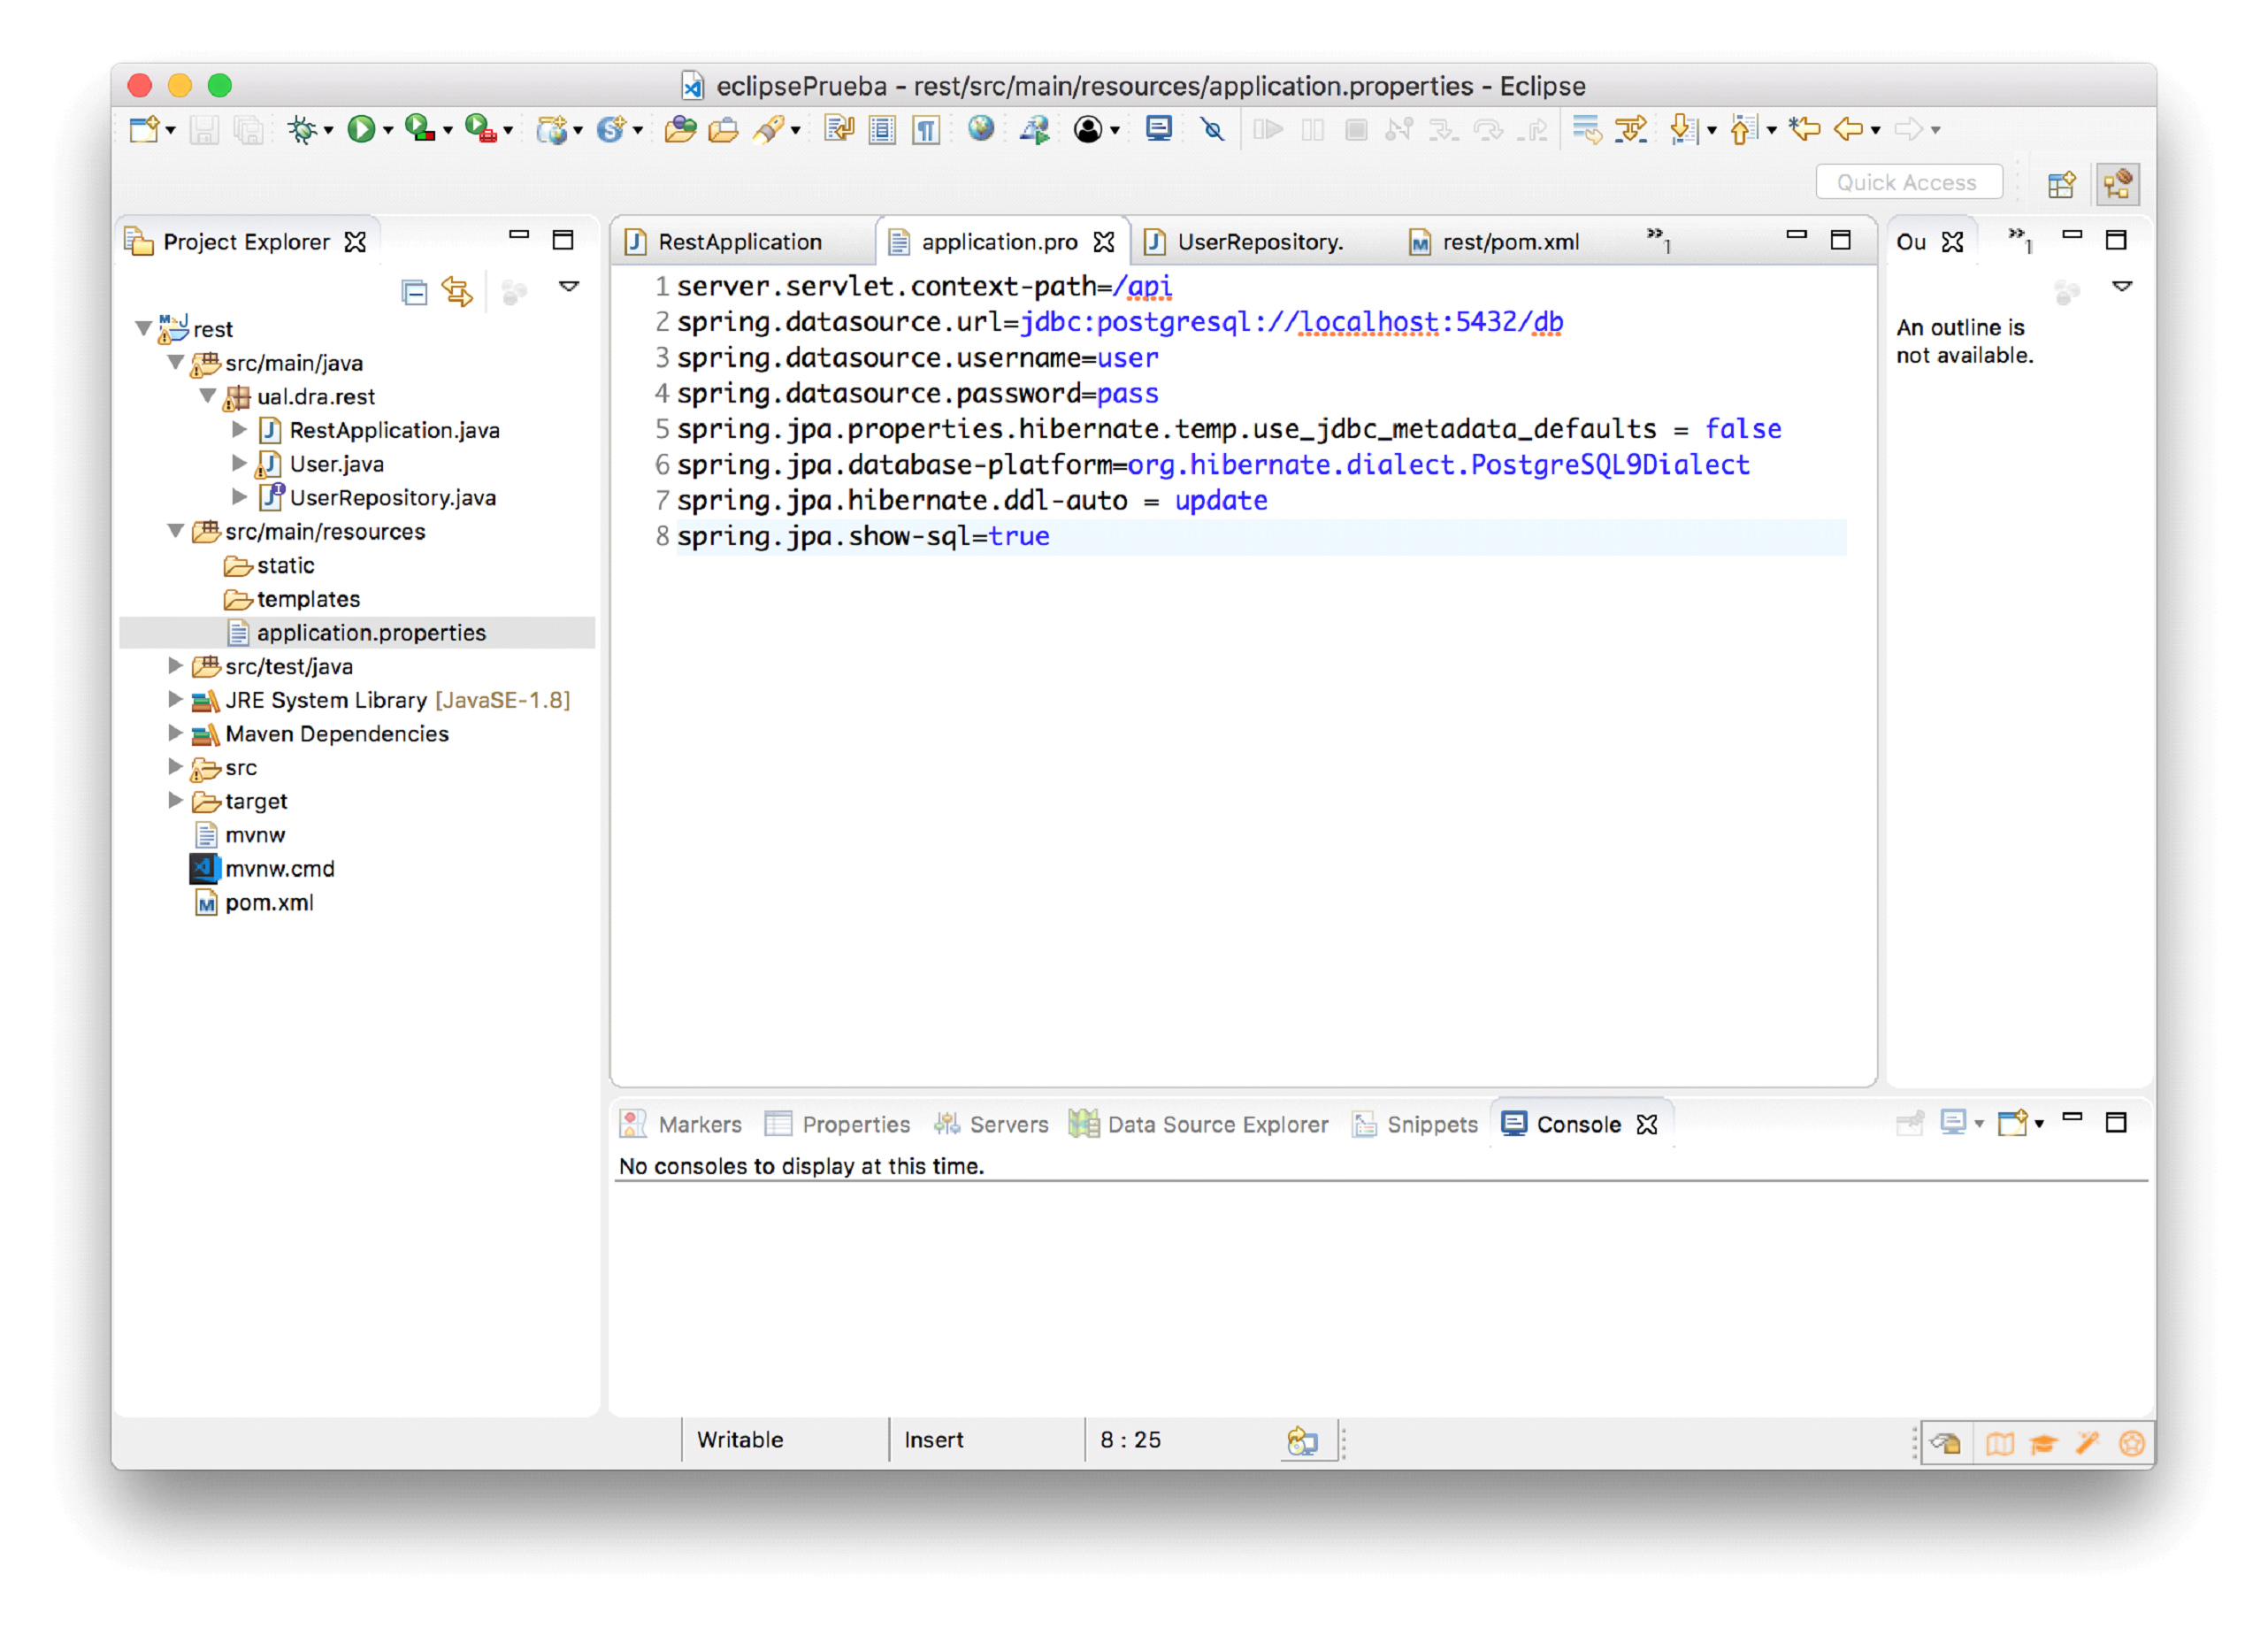 eclipsePrueba - rest/src/main/resources/application.properties - Eclipse
Quick Access
Project Explorer
rest
src/main/java
ual.dra.rest
RestApplication.java
User.java
UserRepository.java
src/main/resources
static
templates
application.properties
src/test/java
JRE System Library [JavaSE-1.8]
Maven Dependencies
src
target
mvnw
mvnw.cmd
pom.xml
RestApplication application.pro UserRepository. rest/pom.xml »1
1 server.servlet.context-path=/api
2 spring.datasource.url=jdbc:postgresql://localhost:5432/db
3 spring.datasource.username=user
4 spring.datasource.password=pass
5 spring.jpa.properties.hibernate.temp.use_jdbc_metadata_defaults = false
6 spring.jpa.database-platform=org.hibernate.dialect.PostgreSQL9Dialect
7 spring.jpa.hibernate.ddl-auto = update
8 spring.jpa.show-sql=true
Ou »1
An outline is
not available.
Markers Properties Servers Data Source Explorer Snippets Console
No consoles to display at this time.
Writable Insert 8 : 25